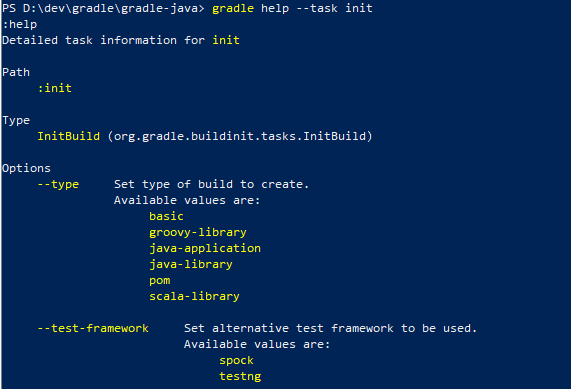 PS D:\dev\gradle\gradle-java> gradle help --task init
:help
Detailed task information for init
Path
:init
Type
InitBuild (org.gradle.buildinit.tasks.InitBuild)
Options
--type     Set type of build to create.
Available values are:
basic
groovy-library
java-application
java-library
pom
scala-library
--test-framework     Set alternative test framework to be used.
Available values are:
spock
testng